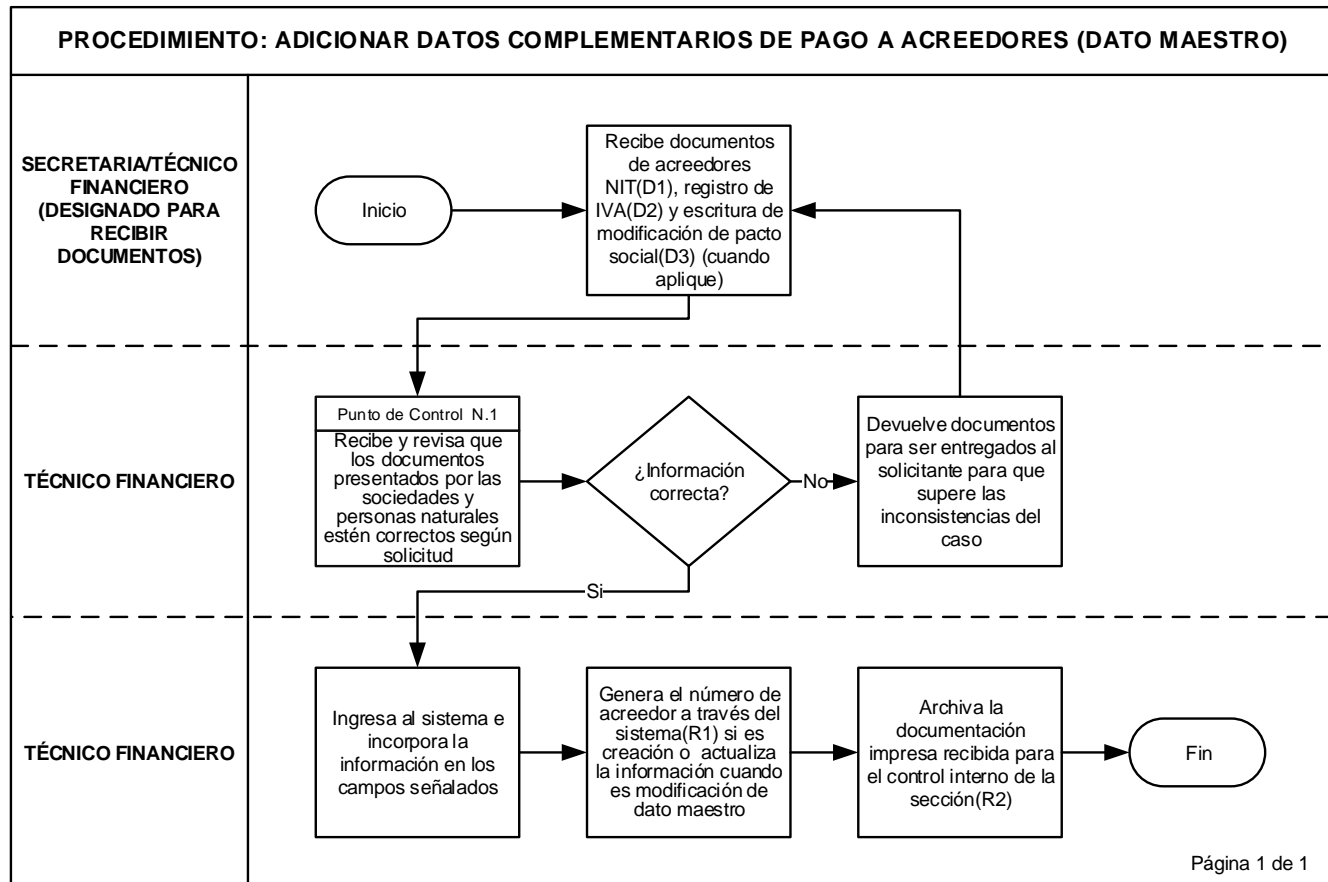 PROCEDIMIENTO: ADICIONAR DATOS COMPLEMENTARIOS DE PAGO A ACREEDORES (DATO MAESTRO)
SECRETARIA/TÉCNICO
FINANCIERO
(DESIGNADO PARA
RECIBIR
DOCUMENTOS)
Inicio
Recibe documentos
de acreedores
NIT(D1), registro de
IVA(D2) y escritura de
modificación de pacto
social(D3) (cuando
aplique)
TÉCNICO FINANCIERO
Punto de Control N.1
Recibe y revisa que
los documentos
presentados por las
sociedades y
personas naturales
estén correctos según
solicitud
¿Información
correcta?
No
Devuelve documentos
para ser entregados al
solicitante para que
supere las
inconsistencias del
caso
Si
TÉCNICO FINANCIERO
Ingresa al sistema e
incorpora la
información en los
campos señalados
Genera el número de
acreedor a través del
sistema(R1) si es
creación o actualiza
la información cuando
es modificación de
dato maestro
Archiva la
documentación
impresa recibida para
el control interno de la
sección(R2)
Fin
Página 1 de 1